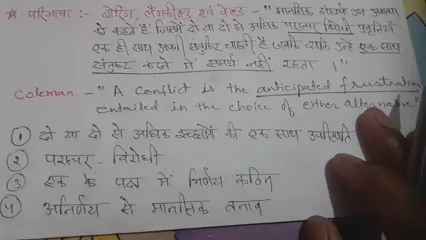 * परिभाषा :- बोरिंग, लैंगफील्ड एवं वेल्ड - "मानसिक संघर्ष उस अवस्था
को कहते हैं जिसमें दो या दो से अधिक परस्पर विरोधी प्रवृत्तियाँ
एक ही साथ अपनी संतुष्टि चाहती हैं जबकि व्यक्ति उन्हें एक साथ
संतुष्ट करने में समर्थ नहीं रहता ।"
Coleman - "A conflict is the anticipated frustration
entailed in the choice of either alternative"
① दो या दो से अधिक इच्छाओं की एक साथ उपस्थिति
② परस्पर - विरोधी
③ एक के पक्ष में निर्णय कठिन
④ अनिर्णय से मानसिक तनाव